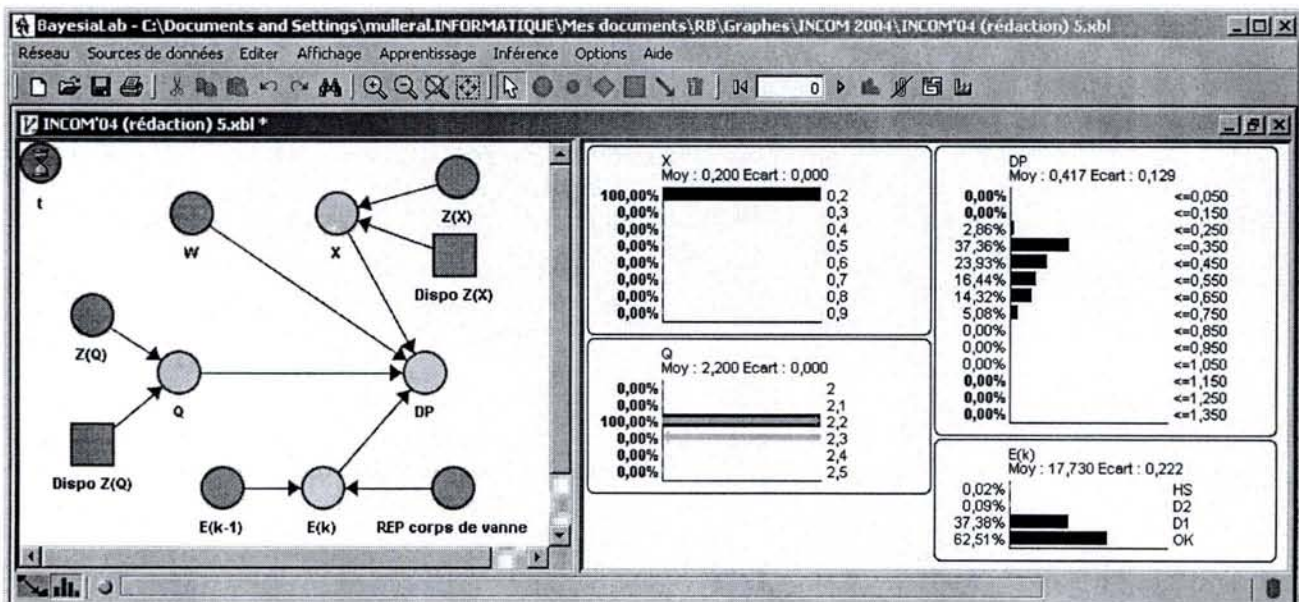 BayesiaLab - C:\Documents and Settings\mulleral.INFORMATIQUE\Mes documents\RB\Graphes\INCOM 2004\INCOM'04 (rédaction) 5.xbl
Réseau Sources de données Editer Affichage Apprentissage Inférence Options Aide
0
INCOM'04 (rédaction) 5.xbl *
t
W
X
Z(X)
Dispo Z(X)
Z(Q)
Q
DP
Dispo Z(Q)
E(k-1)
E(k)
REP corps de vanne
X
Moy : 0,200 Ecart : 0,000
100,00% 0,2
0,00% 0,3
0,00% 0,4
0,00% 0,5
0,00% 0,6
0,00% 0,7
0,00% 0,8
0,00% 0,9
Q
Moy : 2,200 Ecart : 0,000
0,00% 2
0,00% 2,1
100,00% 2,2
0,00% 2,3
0,00% 2,4
0,00% 2,5
DP
Moy : 0,417 Ecart : 0,129
0,00% <=0,050
0,00% <=0,150
2,86% <=0,250
37,36% <=0,350
23,93% <=0,450
16,44% <=0,550
14,32% <=0,650
5,08% <=0,750
0,00% <=0,850
0,00% <=0,950
0,00% <=1,050
0,00% <=1,150
0,00% <=1,250
0,00% <=1,350
E(k)
Moy : 17,730 Ecart : 0,222
0,02% HS
0,09% D2
37,38% D1
62,51% OK